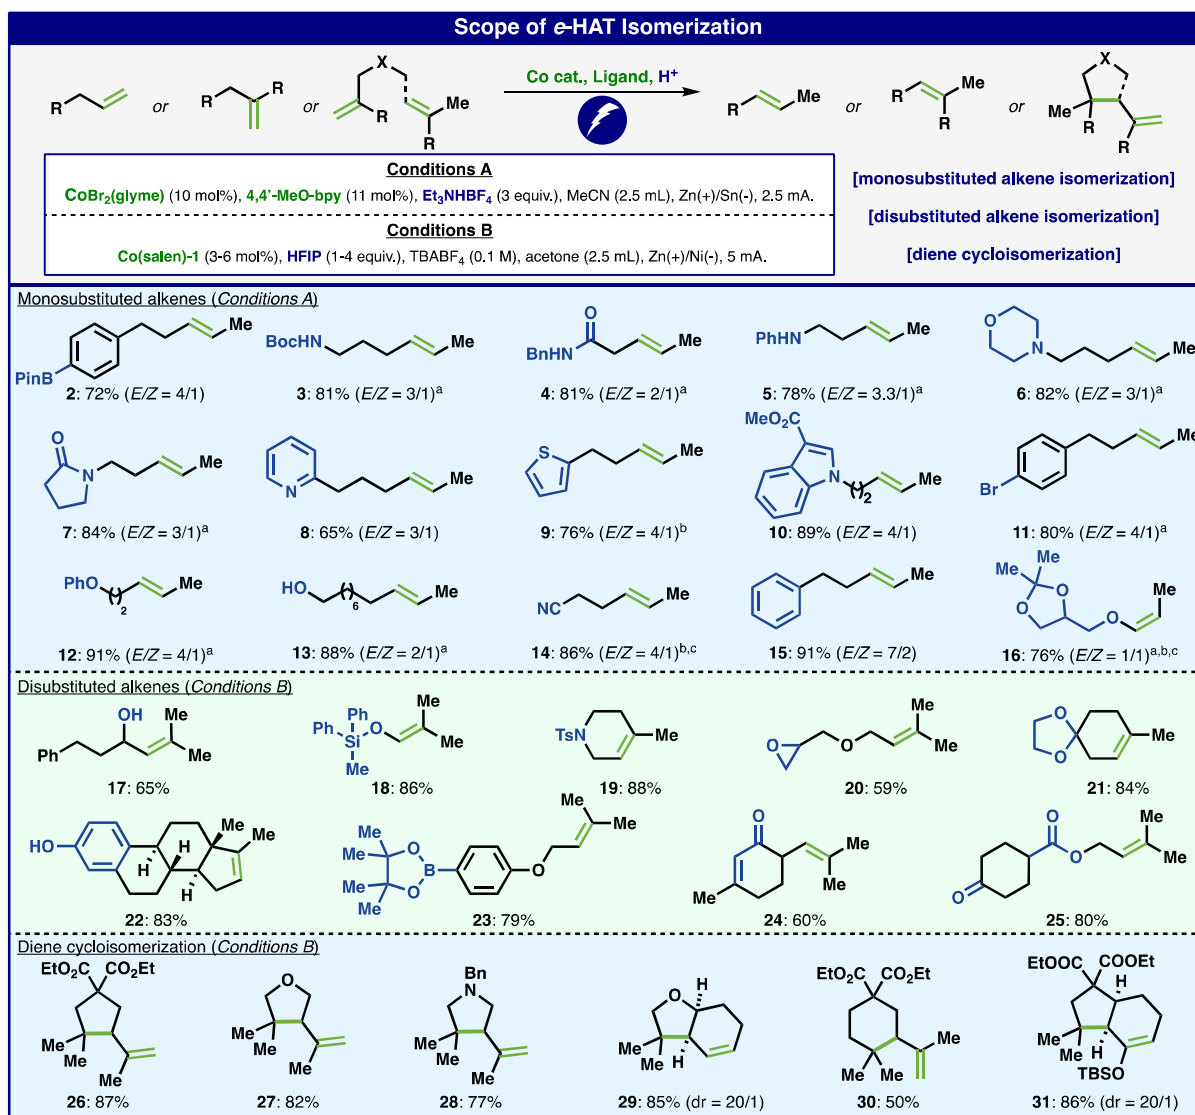 Scope of e-HAT Isomerization
R or R R or X R Me R
Co cat., Ligand, H⁺
R Me or R Me R or X Me R R
Conditions A
CoBr₂(glyme) (10 mol%), 4,4'-MeO-bpy (11 mol%), Et₃NHBF₄ (3 equiv.), MeCN (2.5 mL), Zn(+)/Sn(-), 2.5 mA.
Conditions B
Co(salen)-1 (3-6 mol%), HFIP (1-4 equiv.), TBABF₄ (0.1 M), acetone (2.5 mL), Zn(+)/Ni(-), 5 mA.
[monosubstituted alkene isomerization]
[disubstituted alkene isomerization]
[diene cycloisomerization]
Monosubstituted alkenes (Conditions A)
PinB Me
BocHN Me
O BnHN Me
PhHN Me
O N Me
2: 72% (E/Z = 4/1)
3: 81% (E/Z = 3/1)ᵃ
4: 81% (E/Z = 2/1)ᵃ
5: 78% (E/Z = 3.3/1)ᵃ
6: 82% (E/Z = 3/1)ᵃ
O N Me
N Me
S Me
MeO₂C N ( )₂ Me
Br Me
7: 84% (E/Z = 3/1)ᵃ
8: 65% (E/Z = 3/1)
9: 76% (E/Z = 4/1)ᵇ
10: 89% (E/Z = 4/1)
11: 80% (E/Z = 4/1)ᵃ
PhO ( )₂ Me
HO ( )₆ Me
NC Me
Me
Me Me O O O Me
12: 91% (E/Z = 4/1)ᵃ
13: 88% (E/Z = 2/1)ᵃ
14: 86% (E/Z = 4/1)ᵇ,ᶜ
15: 91% (E/Z = 7/2)
16: 76% (E/Z = 1/1)ᵃ,ᵇ,ᶜ
Disubstituted alkenes (Conditions B)
OH Me Ph Me
Ph Ph Si O Me Me Me
TsN Me
O O Me Me
O O Me
17: 65%
18: 86%
19: 88%
20: 59%
21: 84%
HO H H H Me Me
Me Me Me Me O O B O Me Me
O Me Me Me
O O O Me Me
22: 83%
23: 79%
24: 60%
25: 80%
Diene cycloisomerization (Conditions B)
EtO₂C CO₂Et Me Me Me
O Me Me Me
Bn N Me Me Me
O H H Me Me
EtO₂C CO₂Et Me Me Me
EtOOC COOEt H H Me Me TBSO
26: 87%
27: 82%
28: 77%
29: 85% (dr = 20/1)
30: 50%
31: 86% (dr = 20/1)